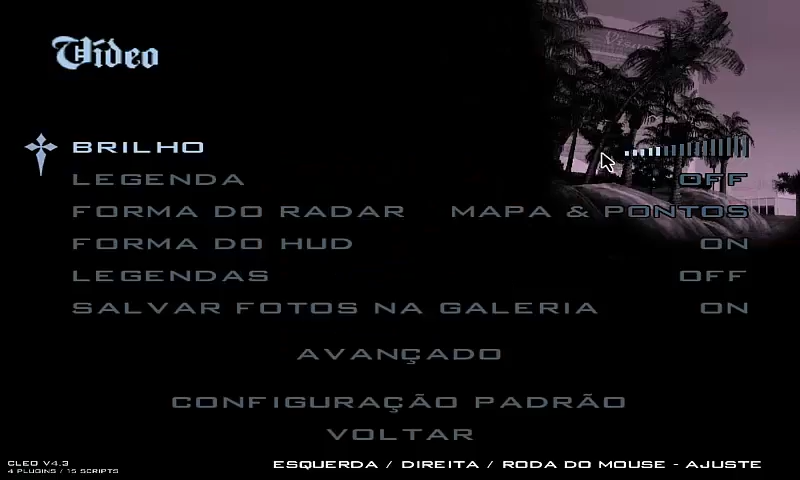 Vídeo
BRILHO
LEGENDA OFF
FORMA DO RADAR MAPA & PONTOS
FORMA DO HUD ON
LEGENDAS OFF
SALVAR FOTOS NA GALERIA ON
AVANÇADO
CONFIGURAÇÃO PADRÃO
VOLTAR
CLEO V4.3
4 PLUGINS / 15 SCRIPTS
ESQUERDA / DIREITA / RODA DO MOUSE - AJUSTE